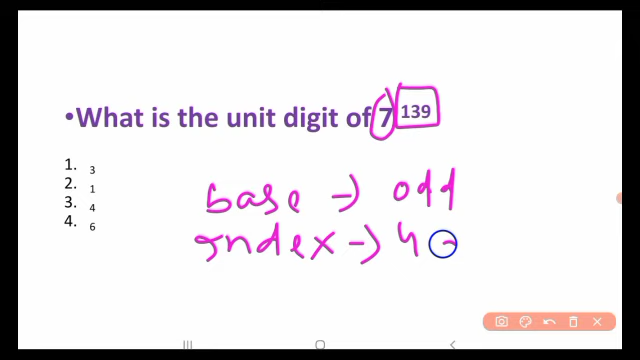 •What is the unit digit of 7 139
1. 3
2. 1
3. 4
4. 6
base → odd
index → 4